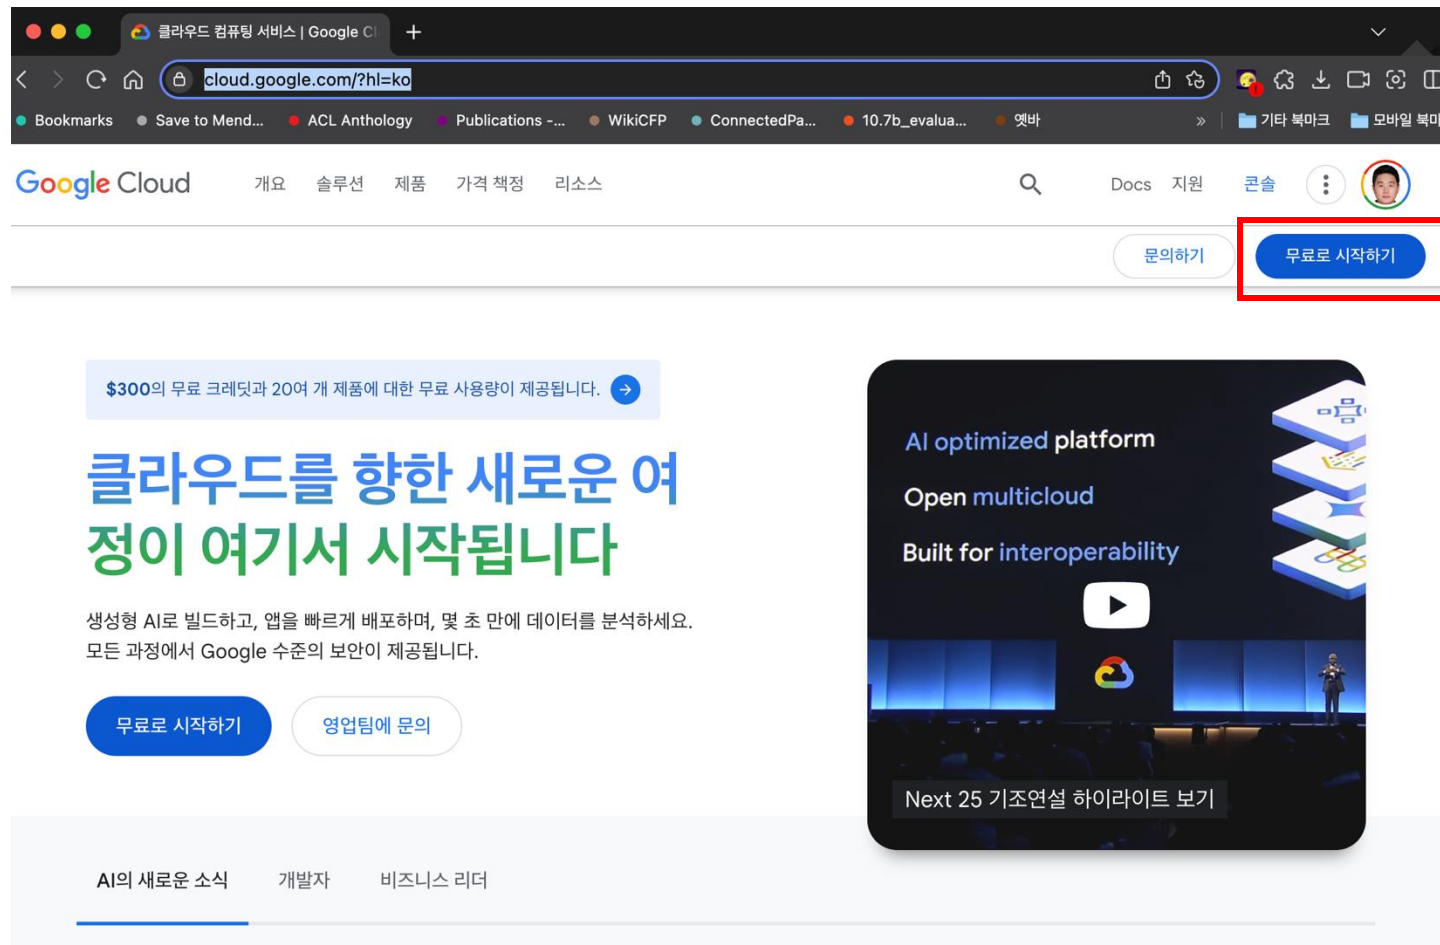 클라우드 컴퓨팅 서비스 | Google Cl
cloud.google.com/?hl=ko
Bookmarks Save to Mend... ACL Anthology Publications -... WikiCFP ConnectedPa... 10.7b_evalua... 옛바 » 기타 북마크 모바일 북마
Google Cloud 개요 솔루션 제품 가격 책정 리소스 Docs 지원 콘솔
문의하기 무료로 시작하기
$300의 무료 크레딧과 20여 개 제품에 대한 무료 사용량이 제공됩니다.
클라우드를 향한 새로운 여
정이 여기서 시작됩니다
생성형 AI로 빌드하고, 앱을 빠르게 배포하며, 몇 초 만에 데이터를 분석하세요.
모든 과정에서 Google 수준의 보안이 제공됩니다.
무료로 시작하기 영업팀에 문의
AI optimized platform
Open multicloud
Built for interoperability
Next 25 기조연설 하이라이트 보기
AI의 새로운 소식 개발자 비즈니스 리더